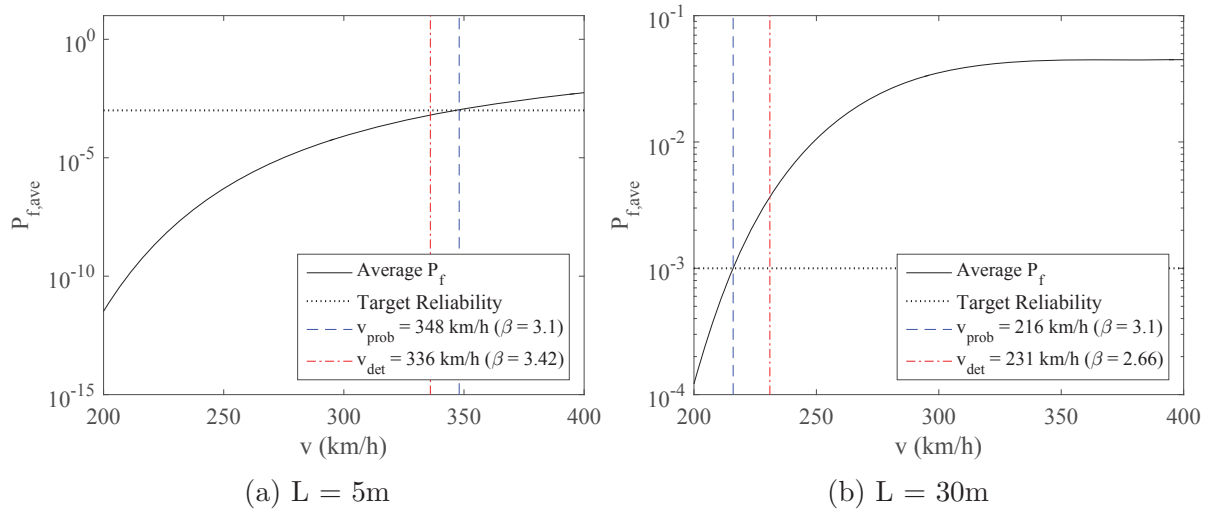 10^0
10^-5
10^-10
10^-15
P_f,ave
200
250
300
350
400
v (km/h)
Average P_f
Target Reliability
v_prob = 348 km/h (β = 3.1)
v_det = 336 km/h (β = 3.42)
(a) L = 5m
10^-1
10^-2
10^-3
10^-4
P_f,ave
200
250
300
350
400
v (km/h)
Average P_f
Target Reliability
v_prob = 216 km/h (β = 3.1)
v_det = 231 km/h (β = 2.66)
(b) L = 30m